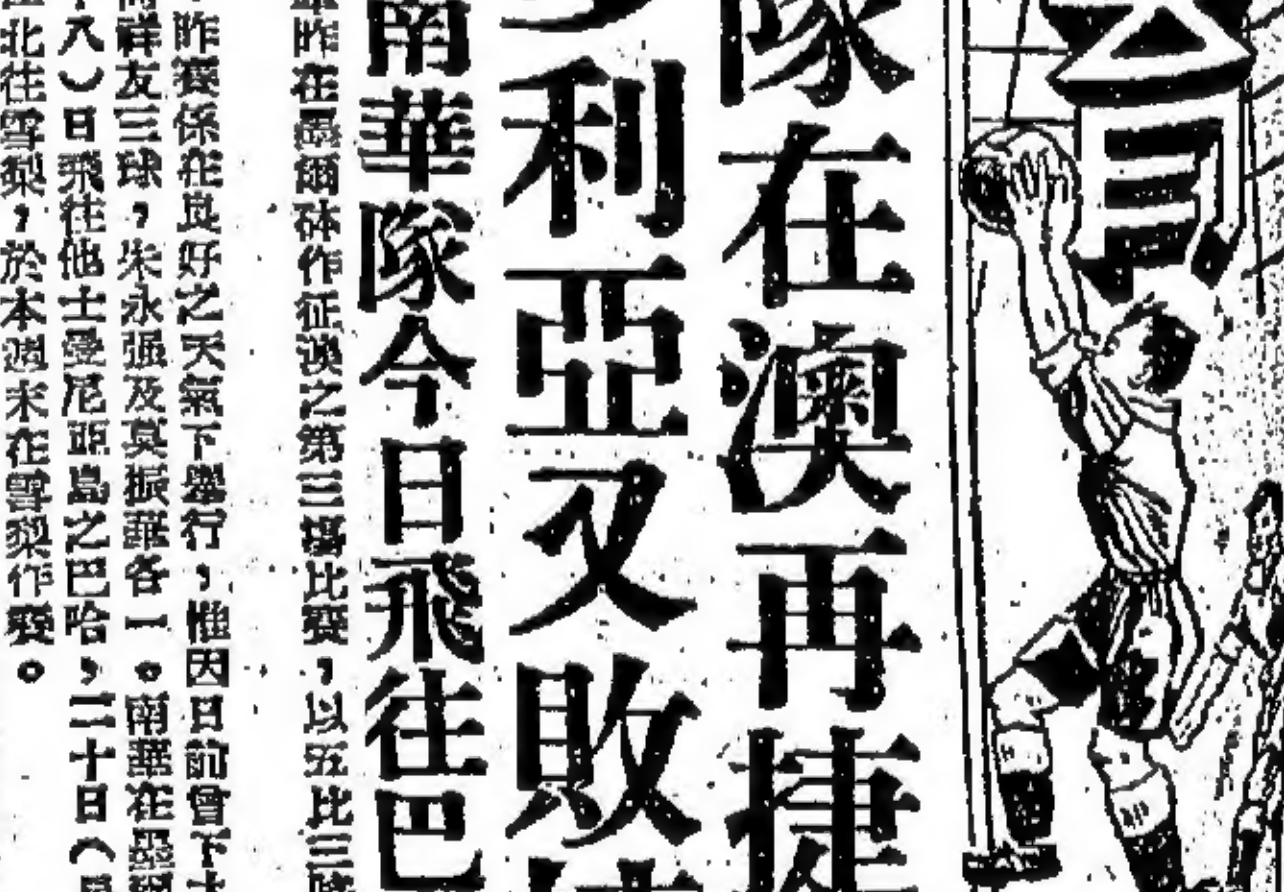 隊在澳再捷
利亞又敗
南華隊今日飛往巴
昨在墨爾砵作征澳之第三場比賽，以五比三
昨賽係在良好之天氣下舉行，惟因日前曾下大
祥友三球，朱永强及莫振華各一。南華在墨爾
八）日飛往他士曼尼亞島之巴哈，二十日（星
北往雪梨，於本週末在雪梨作賽。